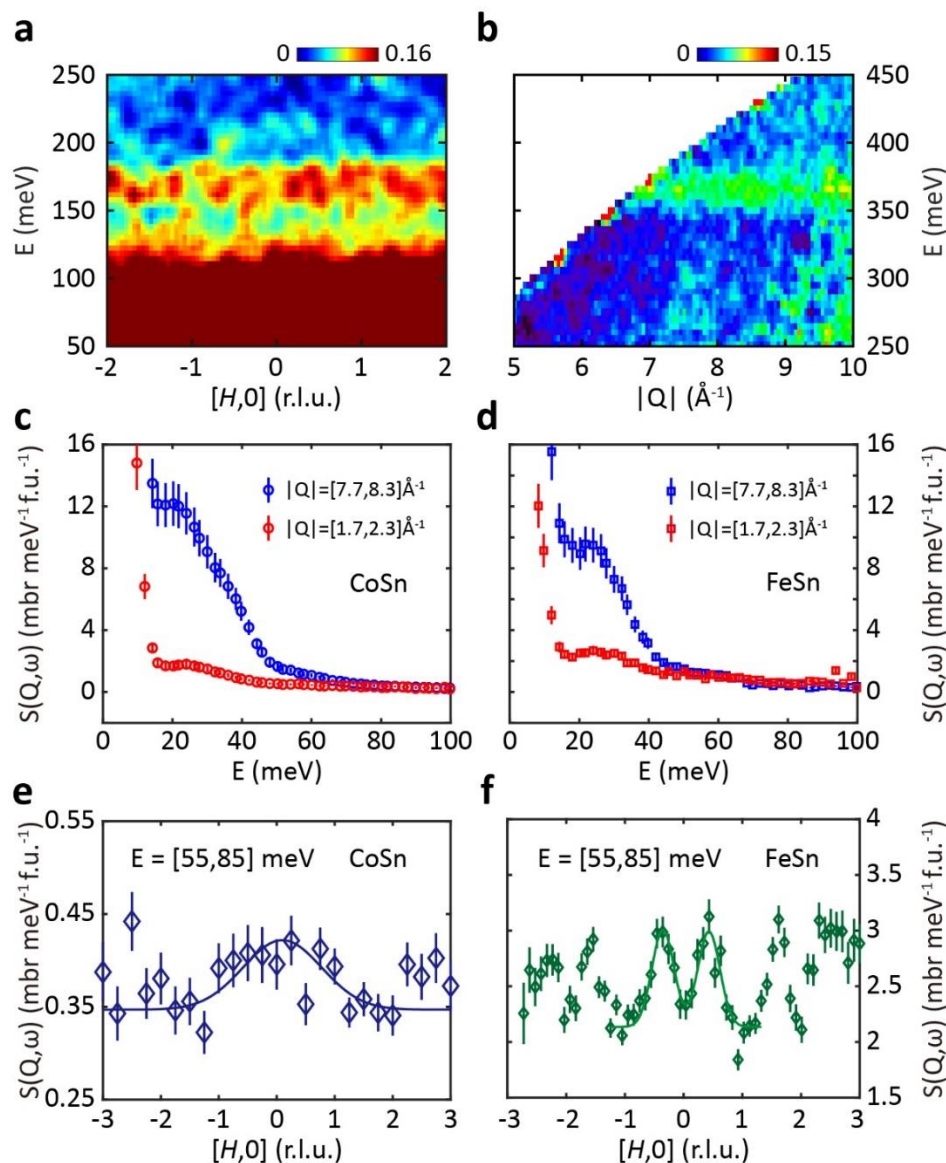 a
0 0.16
250
200
150
100
50
E (meV)
-2 -1 0 1 2
[H,0] (r.l.u.)
b
0 0.15
450
400
350
300
250
E (meV)
5 6 7 8 9 10
|Q| (Å⁻¹)
c
S(Q,ω) (mbr meV⁻¹f.u.⁻¹)
16
12
8
4
0
|Q|=[7.7,8.3]Å⁻¹
|Q|=[1.7,2.3]Å⁻¹
CoSn
0 20 40 60 80 100
E (meV)
d
16
12
8
4
0
S(Q,ω) (mbr meV⁻¹f.u.⁻¹)
|Q|=[7.7,8.3]Å⁻¹
|Q|=[1.7,2.3]Å⁻¹
FeSn
0 20 40 60 80 100
E (meV)
e
S(Q,ω) (mbr meV⁻¹f.u.⁻¹)
0.55
0.45
0.35
0.25
E = [55,85] meV CoSn
-3 -2 -1 0 1 2 3
[H,0] (r.l.u.)
f
4
3.5
3
2.5
2
1.5
S(Q,ω) (mbr meV⁻¹f.u.⁻¹)
E = [55,85] meV FeSn
-3 -2 -1 0 1 2 3
[H,0] (r.l.u.)